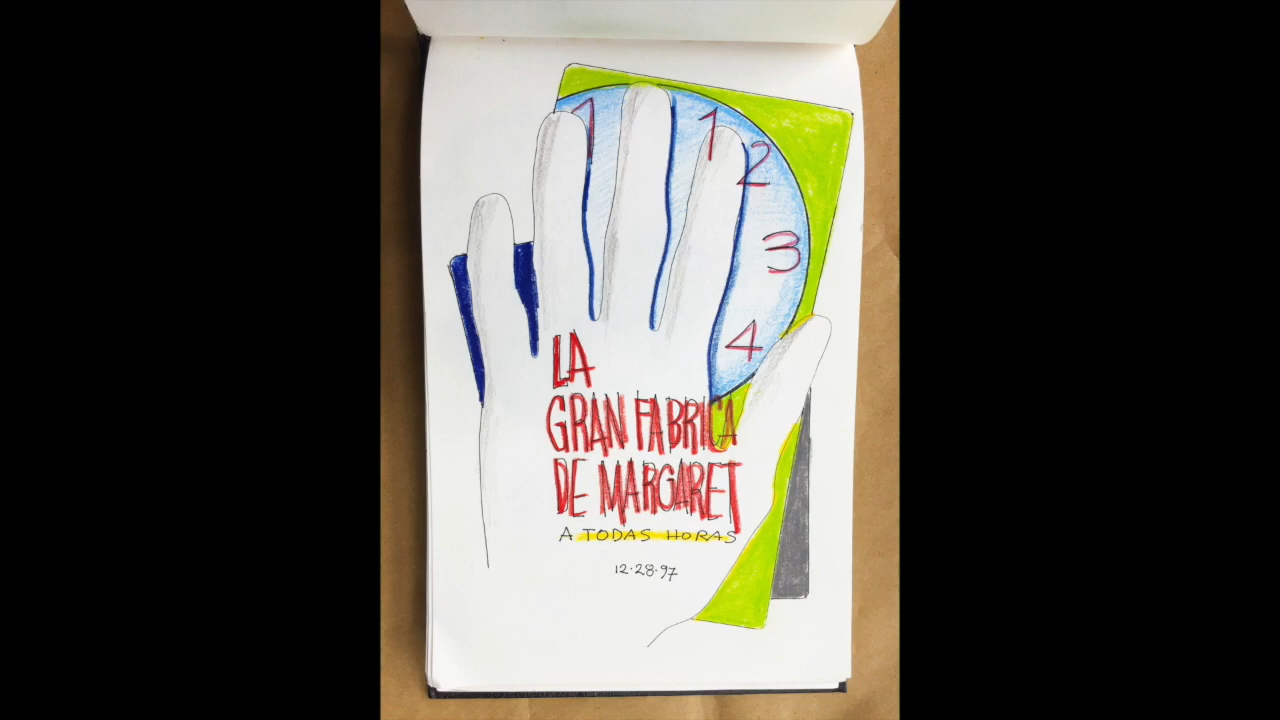 1 1 2
3
4
LA
GRAN FABRICA
DE MARGARET
A TODAS HORAS
12·28·97